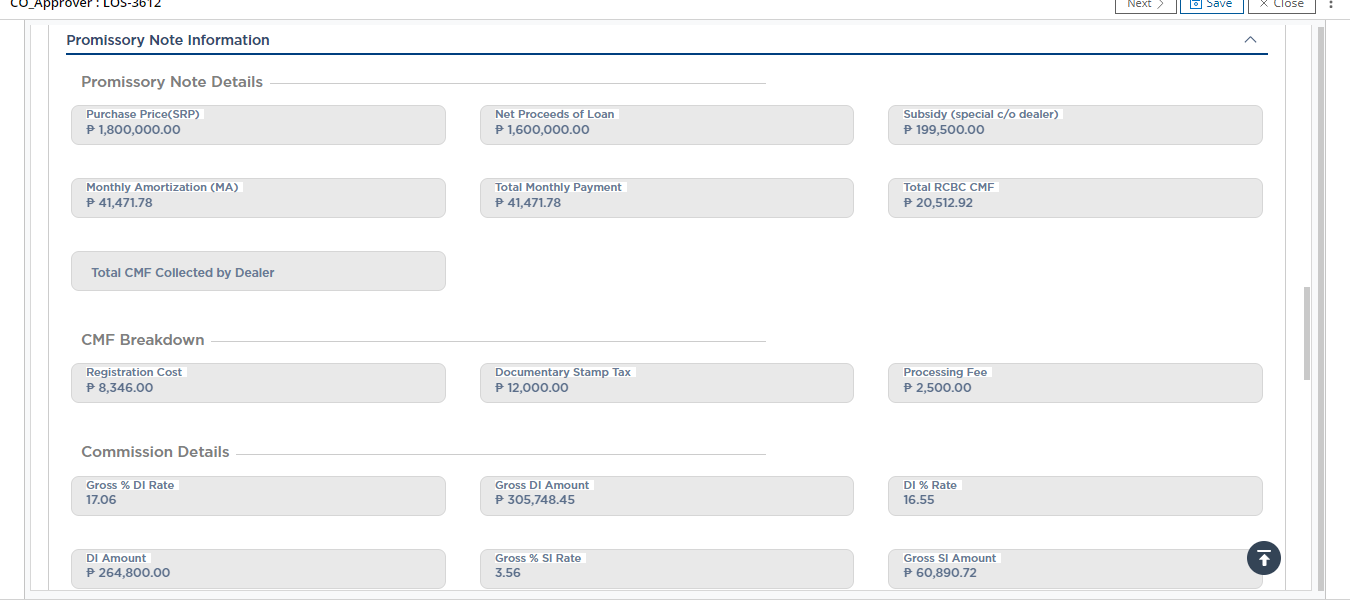 CO_Approver : LOS-3612
Next
Save
Close
Promissory Note Information
Promissory Note Details
Purchase Price(SRP)
₱ 1,800,000.00
Net Proceeds of Loan
₱ 1,600,000.00
Subsidy (special c/o dealer)
₱ 199,500.00
Monthly Amortization (MA)
₱ 41,471.78
Total Monthly Payment
₱ 41,471.78
Total RCBC CMF
₱ 20,512.92
Total CMF Collected by Dealer
CMF Breakdown
Registration Cost
₱ 8,346.00
Documentary Stamp Tax
₱ 12,000.00
Processing Fee
₱ 2,500.00
Commission Details
Gross % DI Rate
17.06
Gross DI Amount
₱ 305,748.45
DI % Rate
16.55
DI Amount
₱ 264,800.00
Gross % SI Rate
3.56
Gross SI Amount
₱ 60,890.72